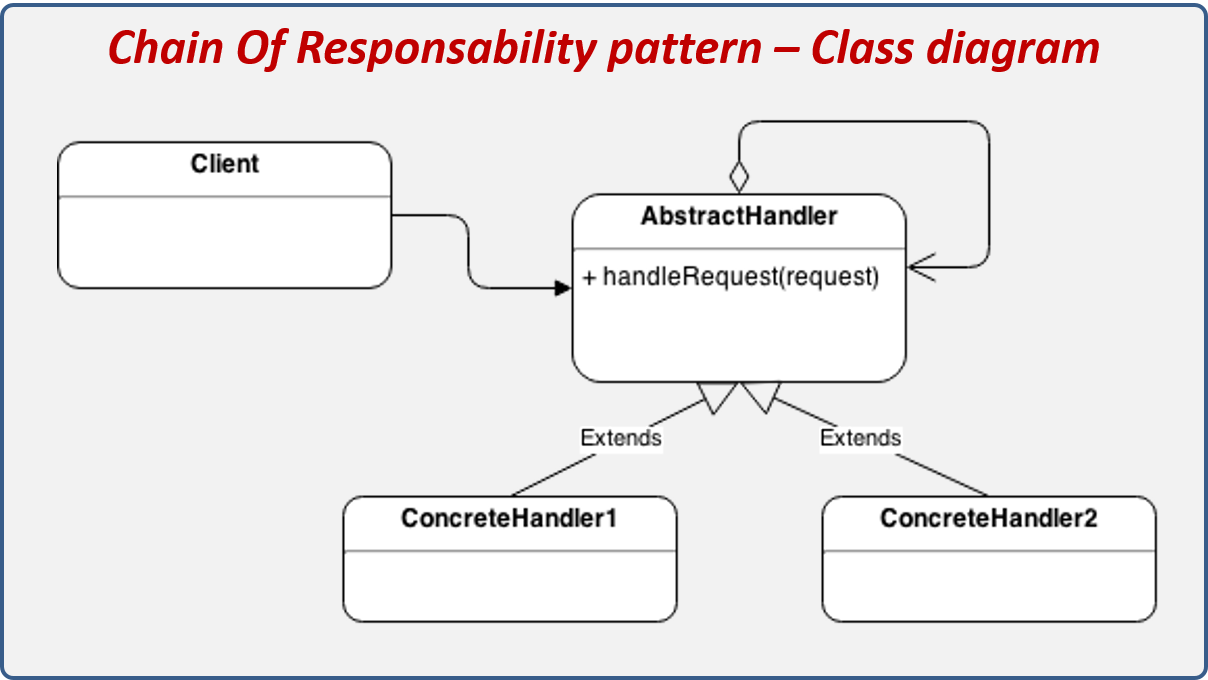 Chain Of Responsability pattern – Class diagram
Client
AbstractHandler
+ handleRequest(request)
Extends
Extends
ConcreteHandler1
ConcreteHandler2